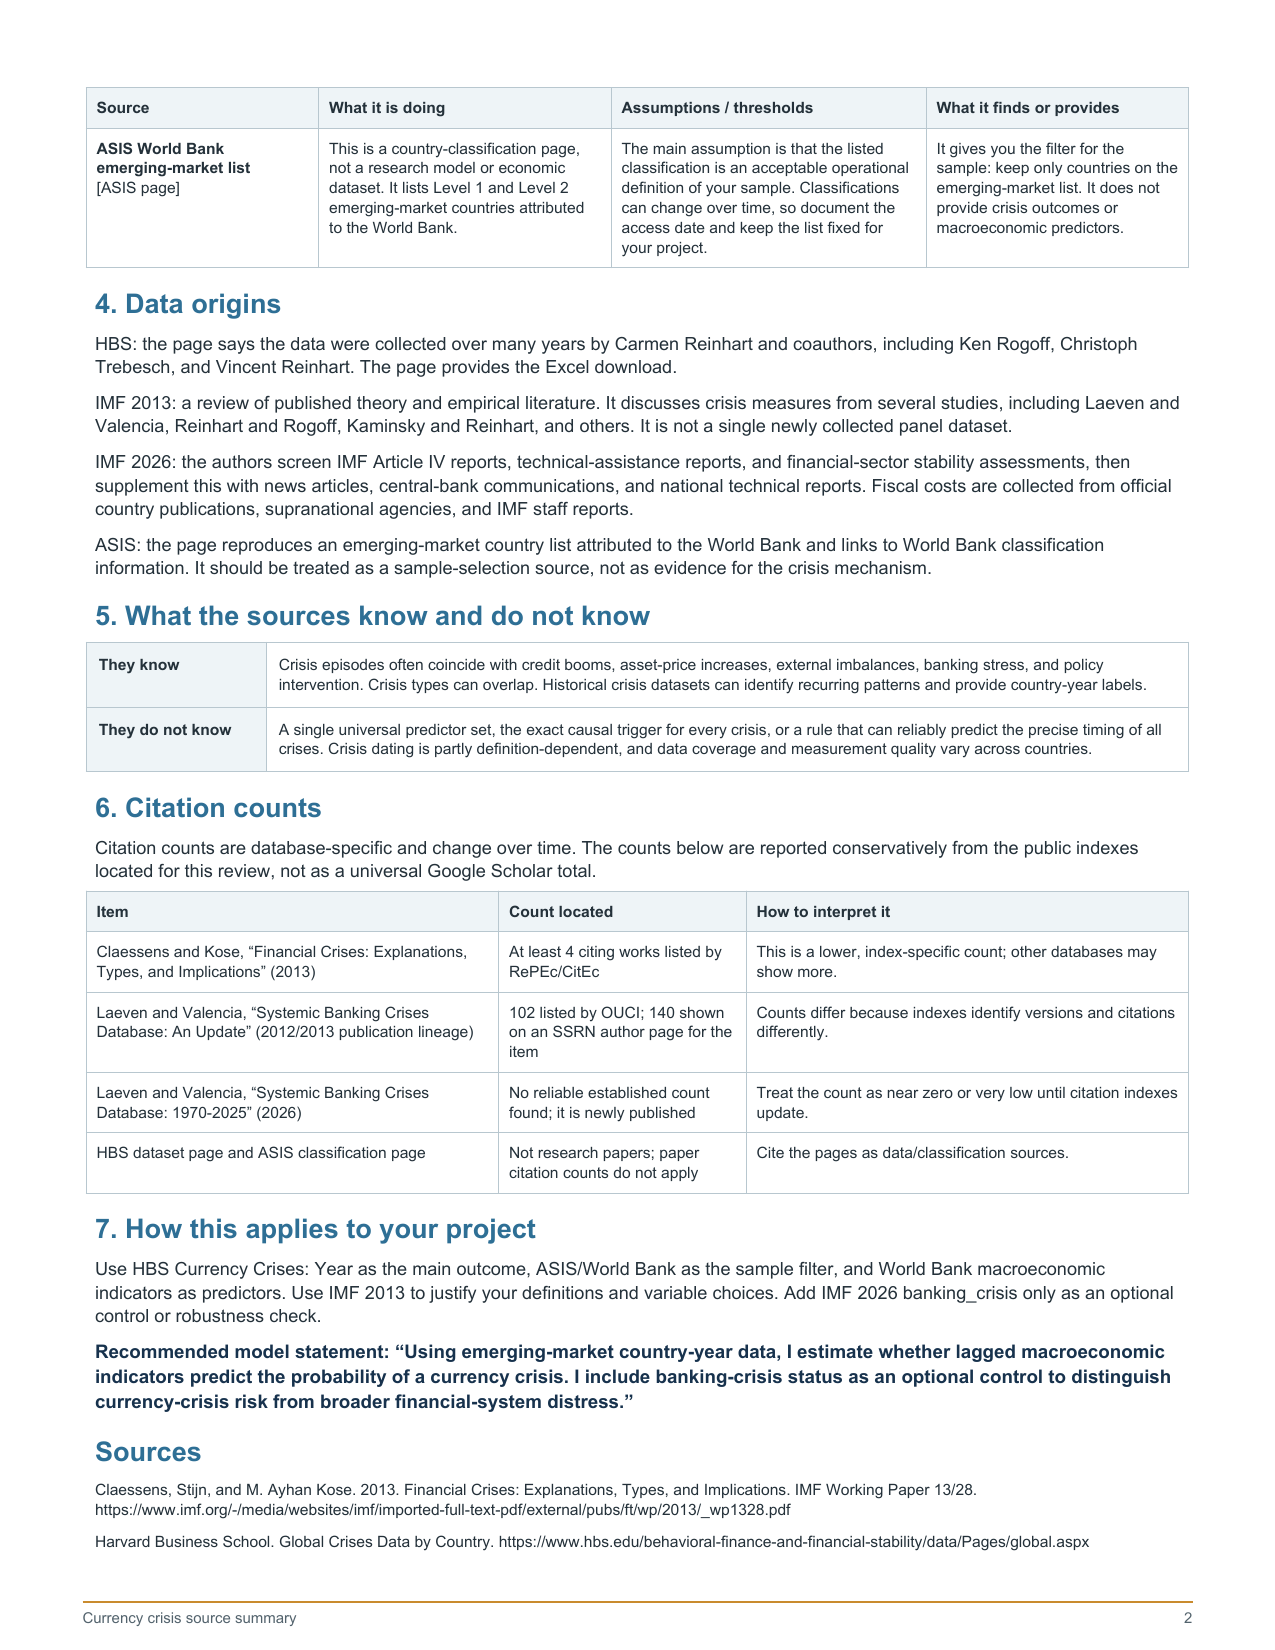 Source
What it is doing
Assumptions / thresholds
What it finds or provides
ASIS World Bank
emerging-market list
[ASIS page]
This is a country-classification page,
not a research model or economic
dataset. It lists Level 1 and Level 2
emerging-market countries attributed
to the World Bank.
The main assumption is that the listed
classification is an acceptable operational
definition of your sample. Classifications
can change over time, so document the
access date and keep the list fixed for
your project.
It gives you the filter for the
sample: keep only countries on the
emerging-market list. It does not
provide crisis outcomes or
macroeconomic predictors.
4. Data origins
HBS: the page says the data were collected over many years by Carmen Reinhart and coauthors, including Ken Rogoff, Christoph
Trebesch, and Vincent Reinhart. The page provides the Excel download.
IMF 2013: a review of published theory and empirical literature. It discusses crisis measures from several studies, including Laeven and
Valencia, Reinhart and Rogoff, Kaminsky and Reinhart, and others. It is not a single newly collected panel dataset.
IMF 2026: the authors screen IMF Article IV reports, technical-assistance reports, and financial-sector stability assessments, then
supplement this with news articles, central-bank communications, and national technical reports. Fiscal costs are collected from official
country publications, supranational agencies, and IMF staff reports.
ASIS: the page reproduces an emerging-market country list attributed to the World Bank and links to World Bank classification
information. It should be treated as a sample-selection source, not as evidence for the crisis mechanism.
5. What the sources know and do not know
They know
Crisis episodes often coincide with credit booms, asset-price increases, external imbalances, banking stress, and policy
intervention. Crisis types can overlap. Historical crisis datasets can identify recurring patterns and provide country-year labels.
They do not know
A single universal predictor set, the exact causal trigger for every crisis, or a rule that can reliably predict the precise timing of all
crises. Crisis dating is partly definition-dependent, and data coverage and measurement quality vary across countries.
6. Citation counts
Citation counts are database-specific and change over time. The counts below are reported conservatively from the public indexes
located for this review, not as a universal Google Scholar total.
Item
Count located
How to interpret it
Claessens and Kose, “Financial Crises: Explanations,
Types, and Implications” (2013)
At least 4 citing works listed by
RePEc/CitEc
This is a lower, index-specific count; other databases may
show more.
Laeven and Valencia, “Systemic Banking Crises
Database: An Update” (2012/2013 publication lineage)
102 listed by OUCI; 140 shown
on an SSRN author page for the
item
Counts differ because indexes identify versions and citations
differently.
Laeven and Valencia, “Systemic Banking Crises
Database: 1970-2025” (2026)
No reliable established count
found; it is newly published
Treat the count as near zero or very low until citation indexes
update.
HBS dataset page and ASIS classification page
Not research papers; paper
citation counts do not apply
Cite the pages as data/classification sources.
7. How this applies to your project
Use HBS Currency Crises: Year as the main outcome, ASIS/World Bank as the sample filter, and World Bank macroeconomic
indicators as predictors. Use IMF 2013 to justify your definitions and variable choices. Add IMF 2026 banking_crisis only as an optional
control or robustness check.
Recommended model statement: “Using emerging-market country-year data, I estimate whether lagged macroeconomic
indicators predict the probability of a currency crisis. I include banking-crisis status as an optional control to distinguish
currency-crisis risk from broader financial-system distress.”
Sources
Claessens, Stijn, and M. Ayhan Kose. 2013. Financial Crises: Explanations, Types, and Implications. IMF Working Paper 13/28.
https://www.imf.org/-/media/websites/imf/imported-full-text-pdf/external/pubs/ft/wp/2013/_wp1328.pdf
Harvard Business School. Global Crises Data by Country. https://www.hbs.edu/behavioral-finance-and-financial-stability/data/Pages/global.aspx
Currency crisis source summary
2